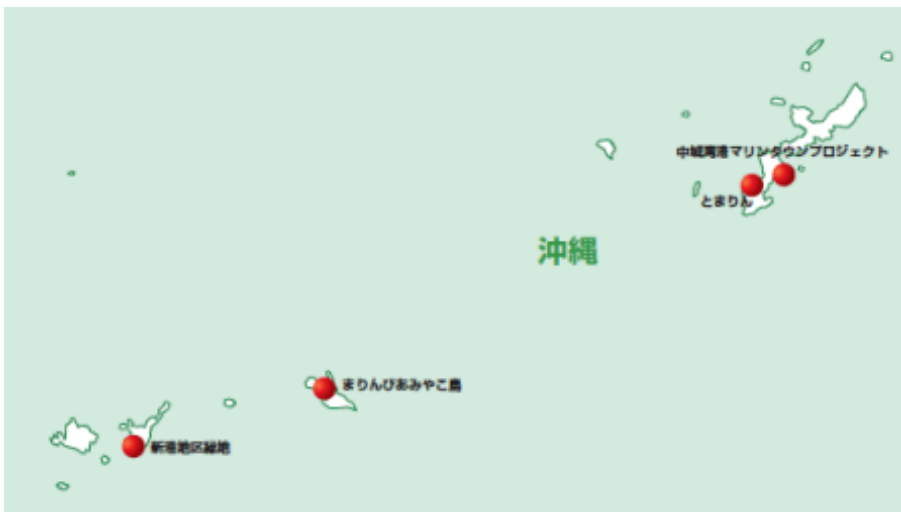 中城湾港マリンタウンプロジェクト
とまりん
沖縄
まりんぴあみやこ島
新港地区緑地